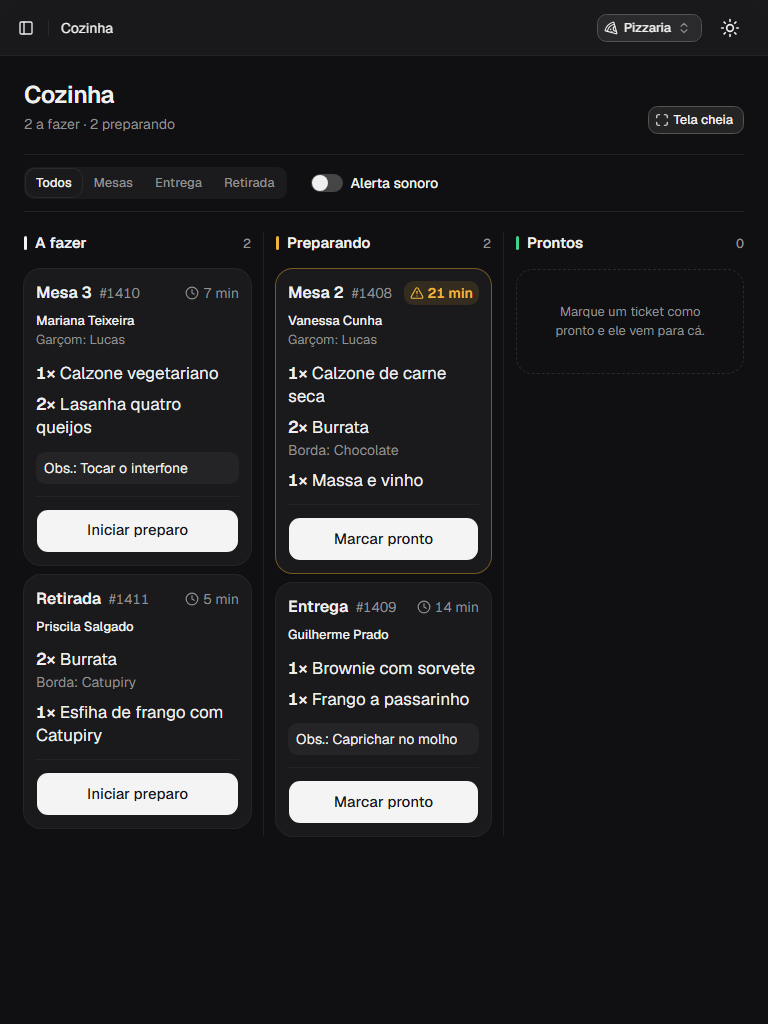 Cozinha
Pizzaria
Cozinha
2 a fazer · 2 preparando
Tela cheia
Todos
Mesas
Entrega
Retirada
Alerta sonoro
A fazer 2
Mesa 3 #1410 7 min
Mariana Teixeira
Garçom: Lucas
1× Calzone vegetariano
2× Lasanha quatro
queijos
Obs.: Tocar o interfone
Iniciar preparo
Retirada #1411 5 min
Priscila Salgado
2× Burrata
Borda: Catupiry
1× Esfiha de frango com
Catupiry
Iniciar preparo
Preparando 2
Mesa 2 #1408 21 min
Vanessa Cunha
Garçom: Lucas
1× Calzone de carne
seca
2× Burrata
Borda: Chocolate
1× Massa e vinho
Marcar pronto
Entrega #1409 14 min
Guilherme Prado
1× Brownie com sorvete
1× Frango a passarinho
Obs.: Caprichar no molho
Marcar pronto
Prontos 0
Marque um ticket como
pronto e ele vem para cá.